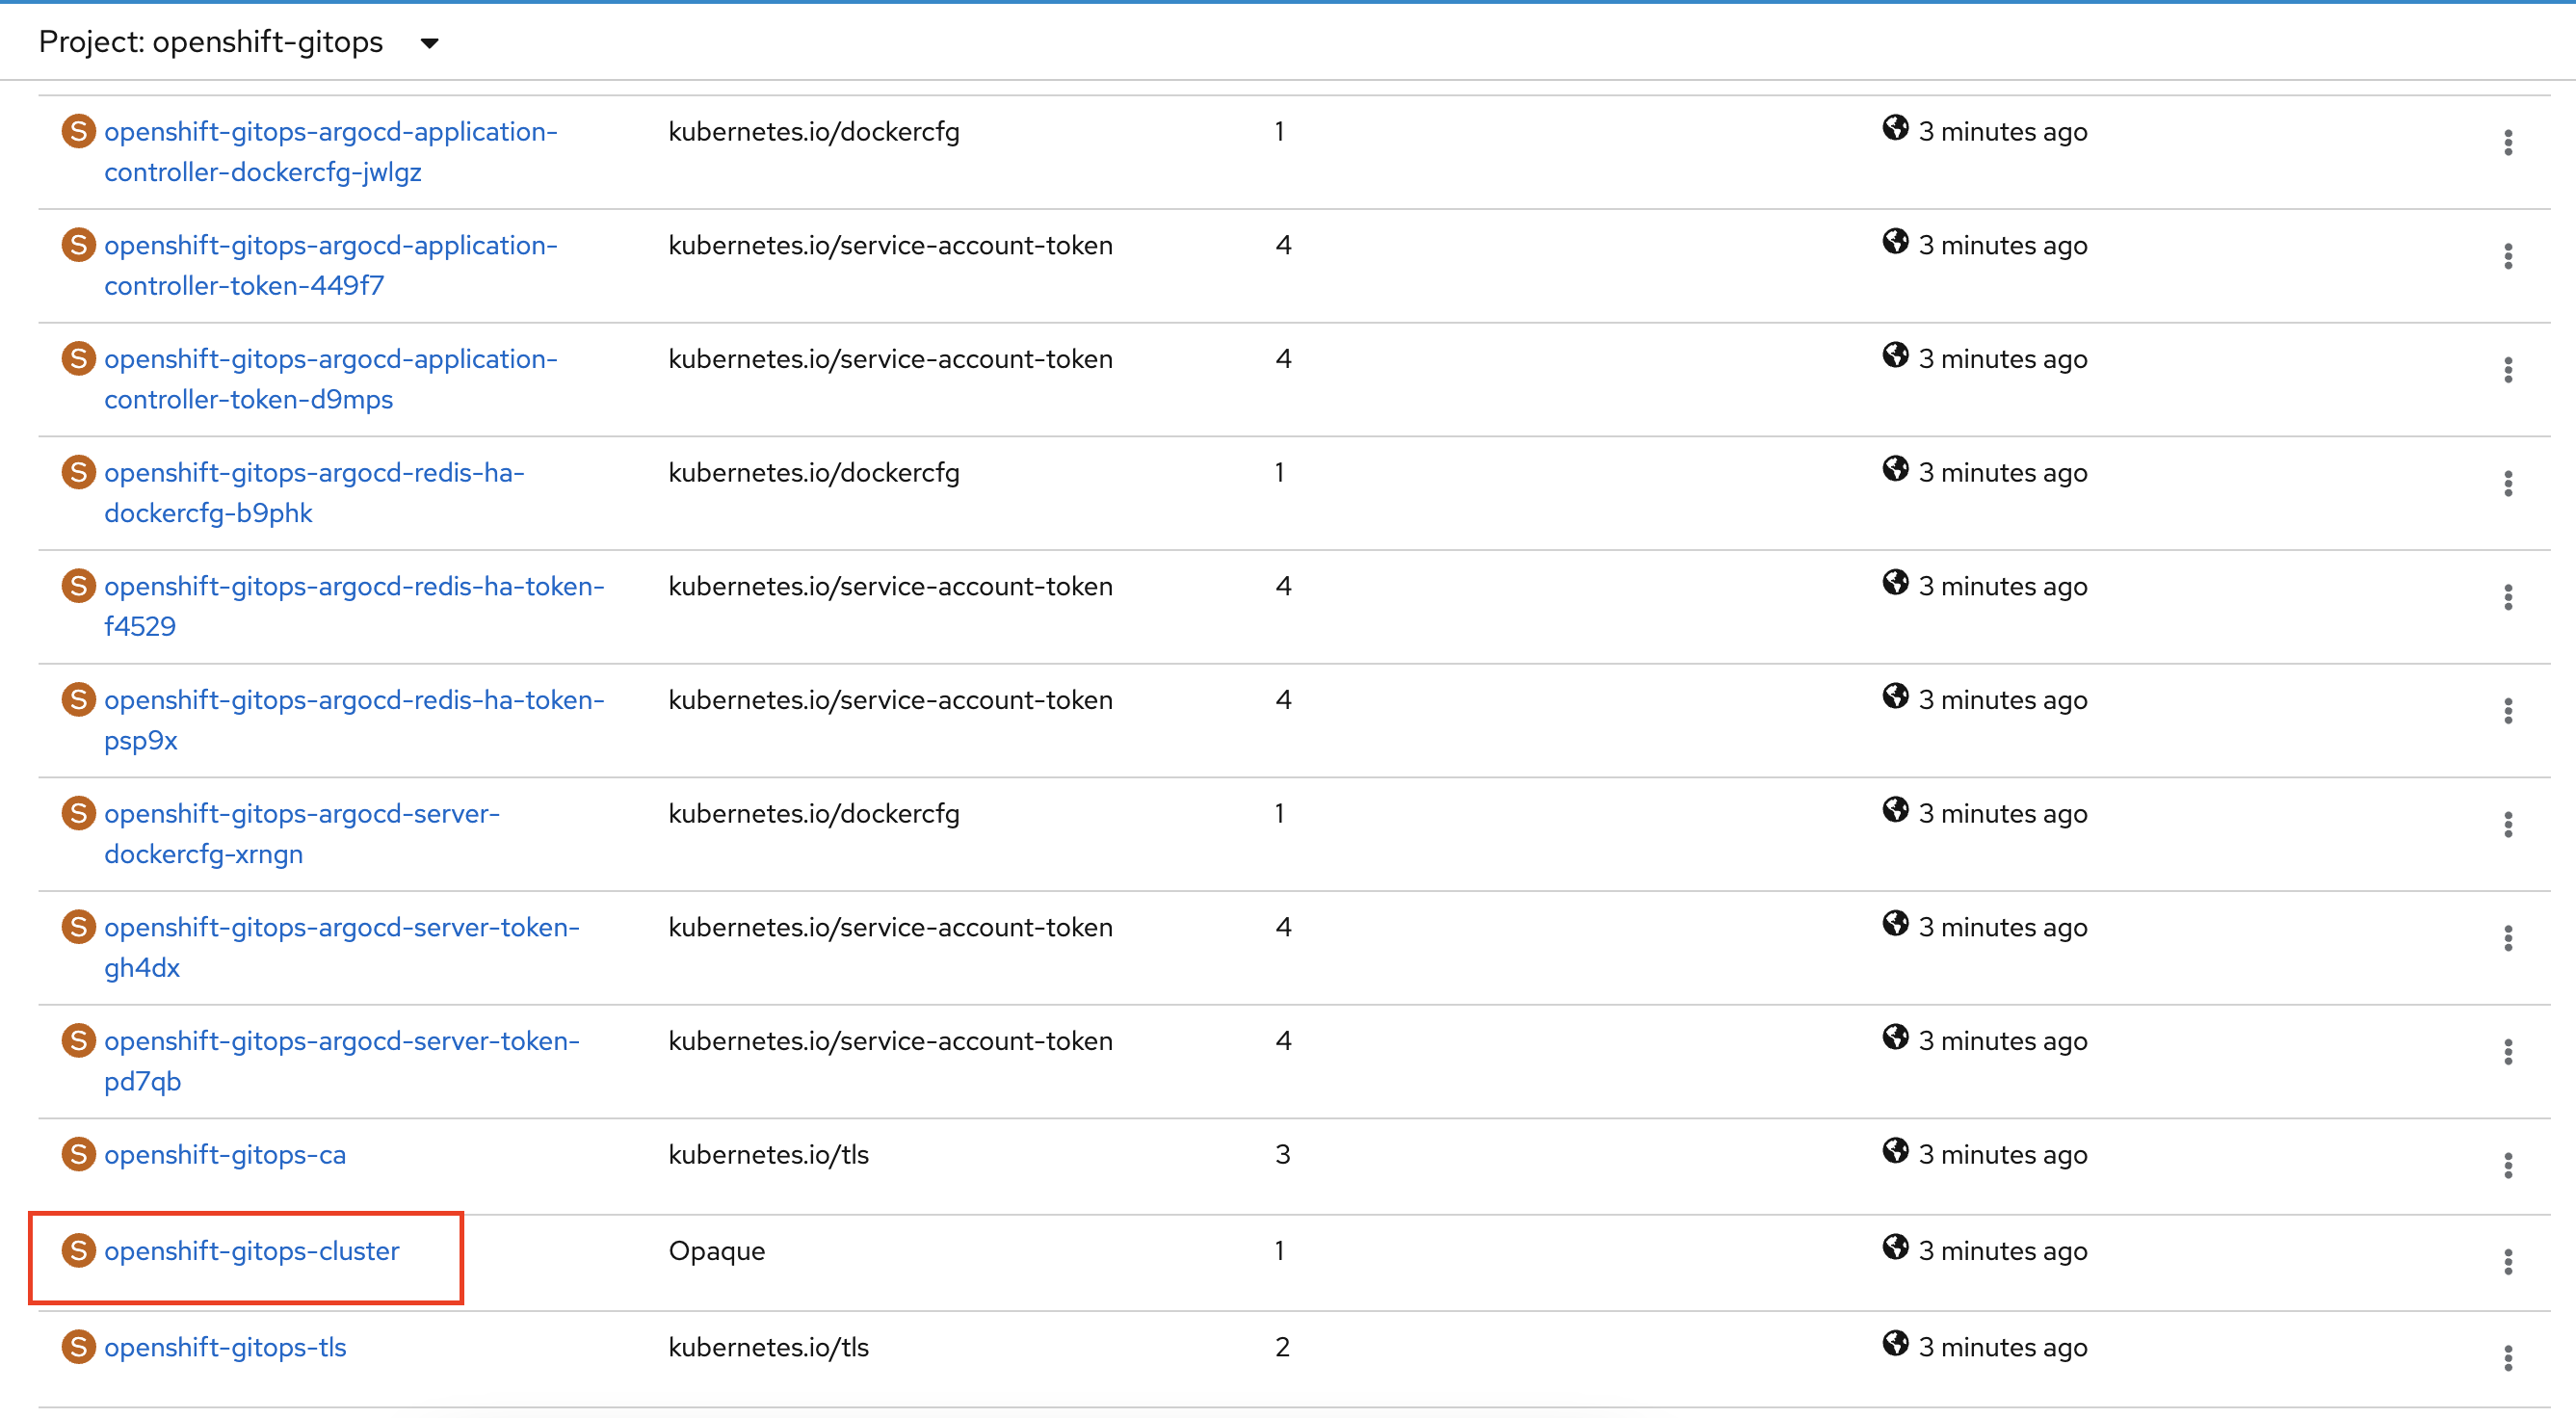 Project: openshift-gitops
S openshift-gitops-argocd-application- kubernetes.io/dockercfg 1 3 minutes ago
controller-dockercfg-jwlgz
S openshift-gitops-argocd-application- kubernetes.io/service-account-token 4 3 minutes ago
controller-token-449f7
S openshift-gitops-argocd-application- kubernetes.io/service-account-token 4 3 minutes ago
controller-token-d9mps
S openshift-gitops-argocd-redis-ha- kubernetes.io/dockercfg 1 3 minutes ago
dockercfg-b9phk
S openshift-gitops-argocd-redis-ha-token- kubernetes.io/service-account-token 4 3 minutes ago
f4529
S openshift-gitops-argocd-redis-ha-token- kubernetes.io/service-account-token 4 3 minutes ago
psp9x
S openshift-gitops-argocd-server- kubernetes.io/dockercfg 1 3 minutes ago
dockercfg-xrngn
S openshift-gitops-argocd-server-token- kubernetes.io/service-account-token 4 3 minutes ago
gh4dx
S openshift-gitops-argocd-server-token- kubernetes.io/service-account-token 4 3 minutes ago
pd7qb
S openshift-gitops-ca kubernetes.io/tls 3 3 minutes ago
S openshift-gitops-cluster Opaque 1 3 minutes ago
S openshift-gitops-tls kubernetes.io/tls 2 3 minutes ago